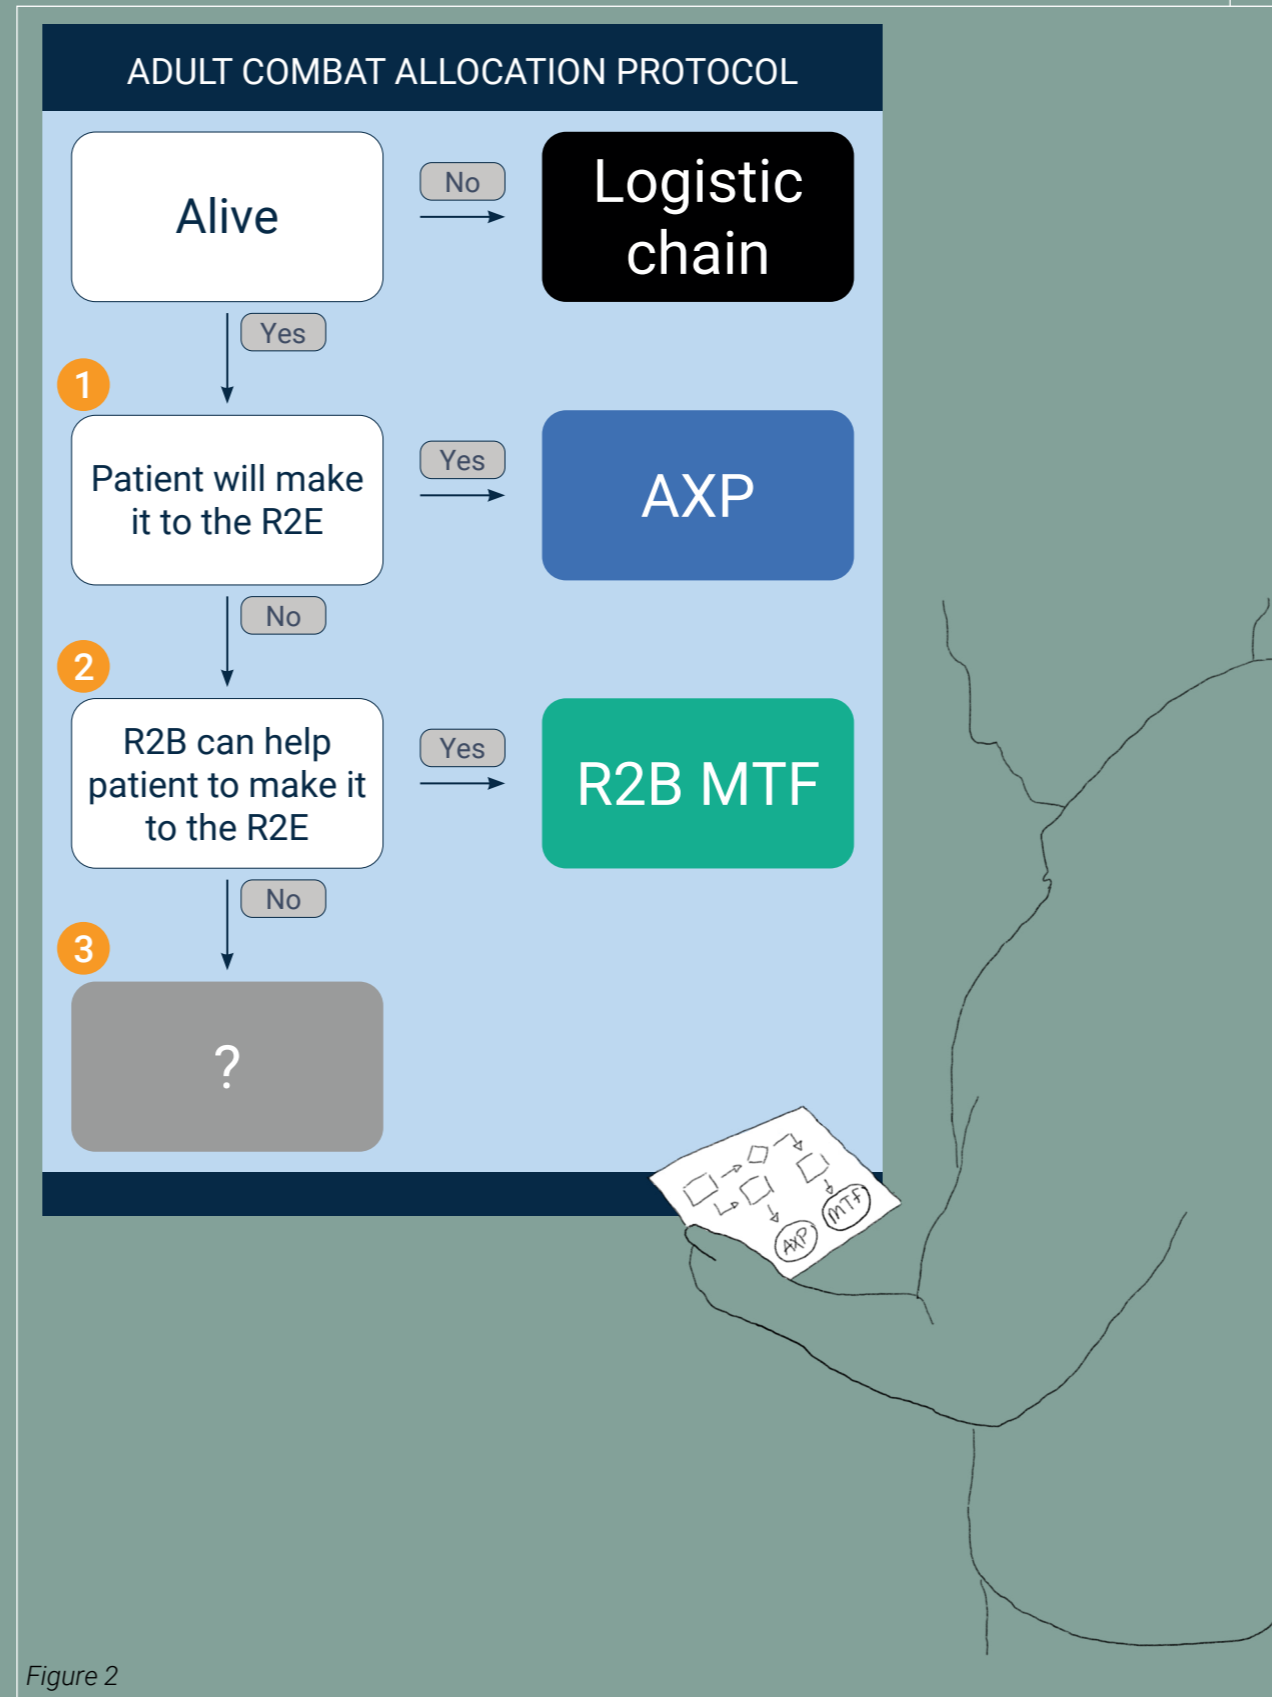 ADULT COMBAT ALLOCATION PROTOCOL
Alive
No
Logistic
chain
Yes
1
Patient will make
it to the R2E
Yes
AXP
No
2
R2B can help
patient to make it
to the R2E
Yes
R2B MTF
No
3
?
MTF
AXP
Figure 2